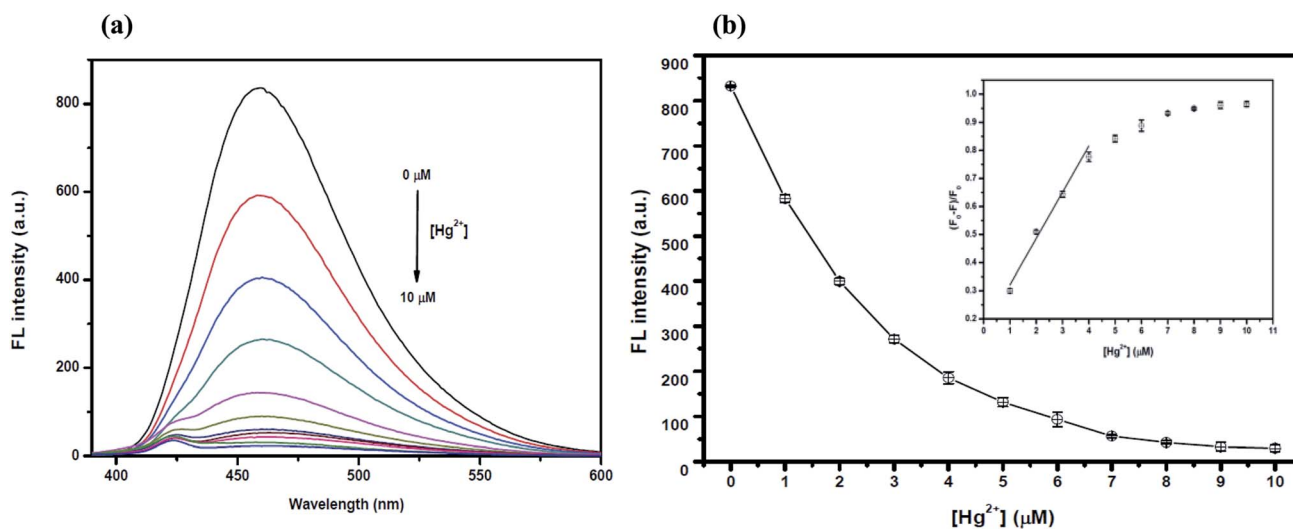 (a)
800
600
400
200
0
400
450
500
550
600
FL intensity (a.u.)
Wavelength (nm)
0 µM
[Hg²⁺]
10 µM
(b)
900
800
700
600
500
400
300
200
100
0
0 1 2 3 4 5 6 7 8 9 10
FL intensity (a.u.)
[Hg²⁺] (µM)
1.0
0.9
0.8
0.7
0.6
0.5
0.4
0.3
0.2
0 1 2 3 4 5 6 7 8 9 10 11
(F₀-F)/F₀
[Hg²⁺] (µM)